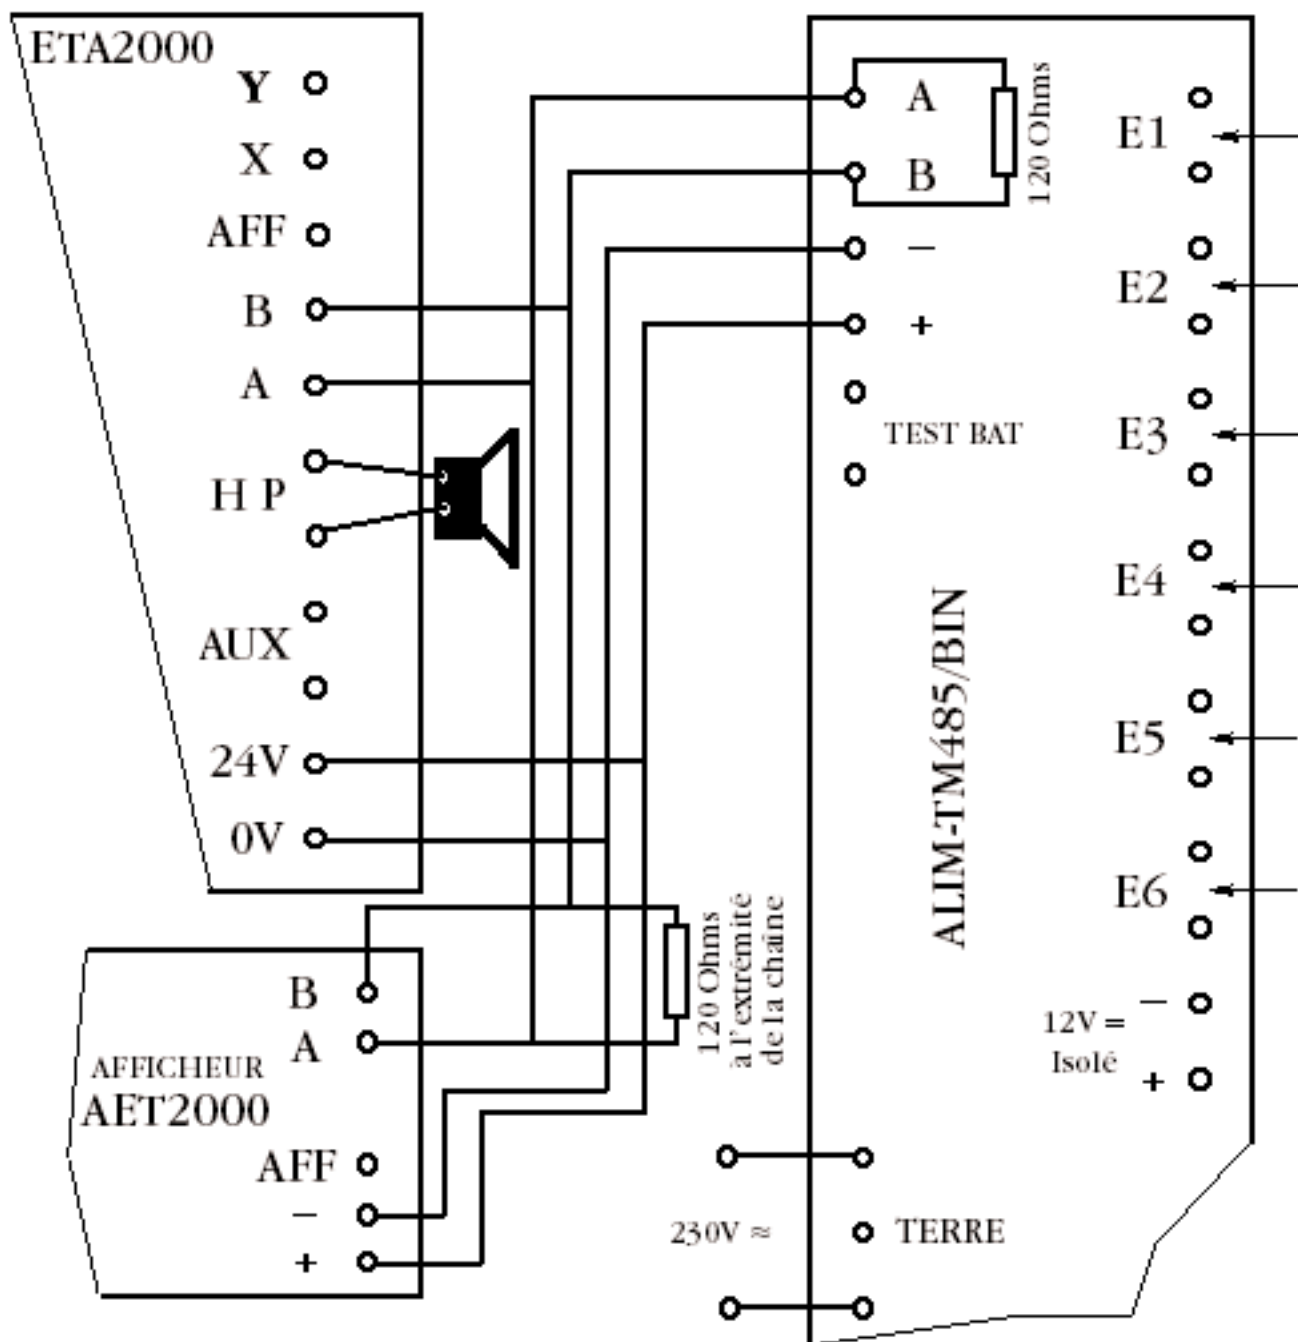 ETA2000
Y
X
AFF
B
A
H P
AUX
24V
0V
B
A
AFFICHEUR
AET2000
AFF
–
+
120 Ohms
à l'extrémité
de la chaîne
A
B
120 Ohms
–
+
TEST BAT
ALIM-TM485/BIN
E1
E2
E3
E4
E5
E6
–
12V =
Isolé
+
230V ≈
TERRE